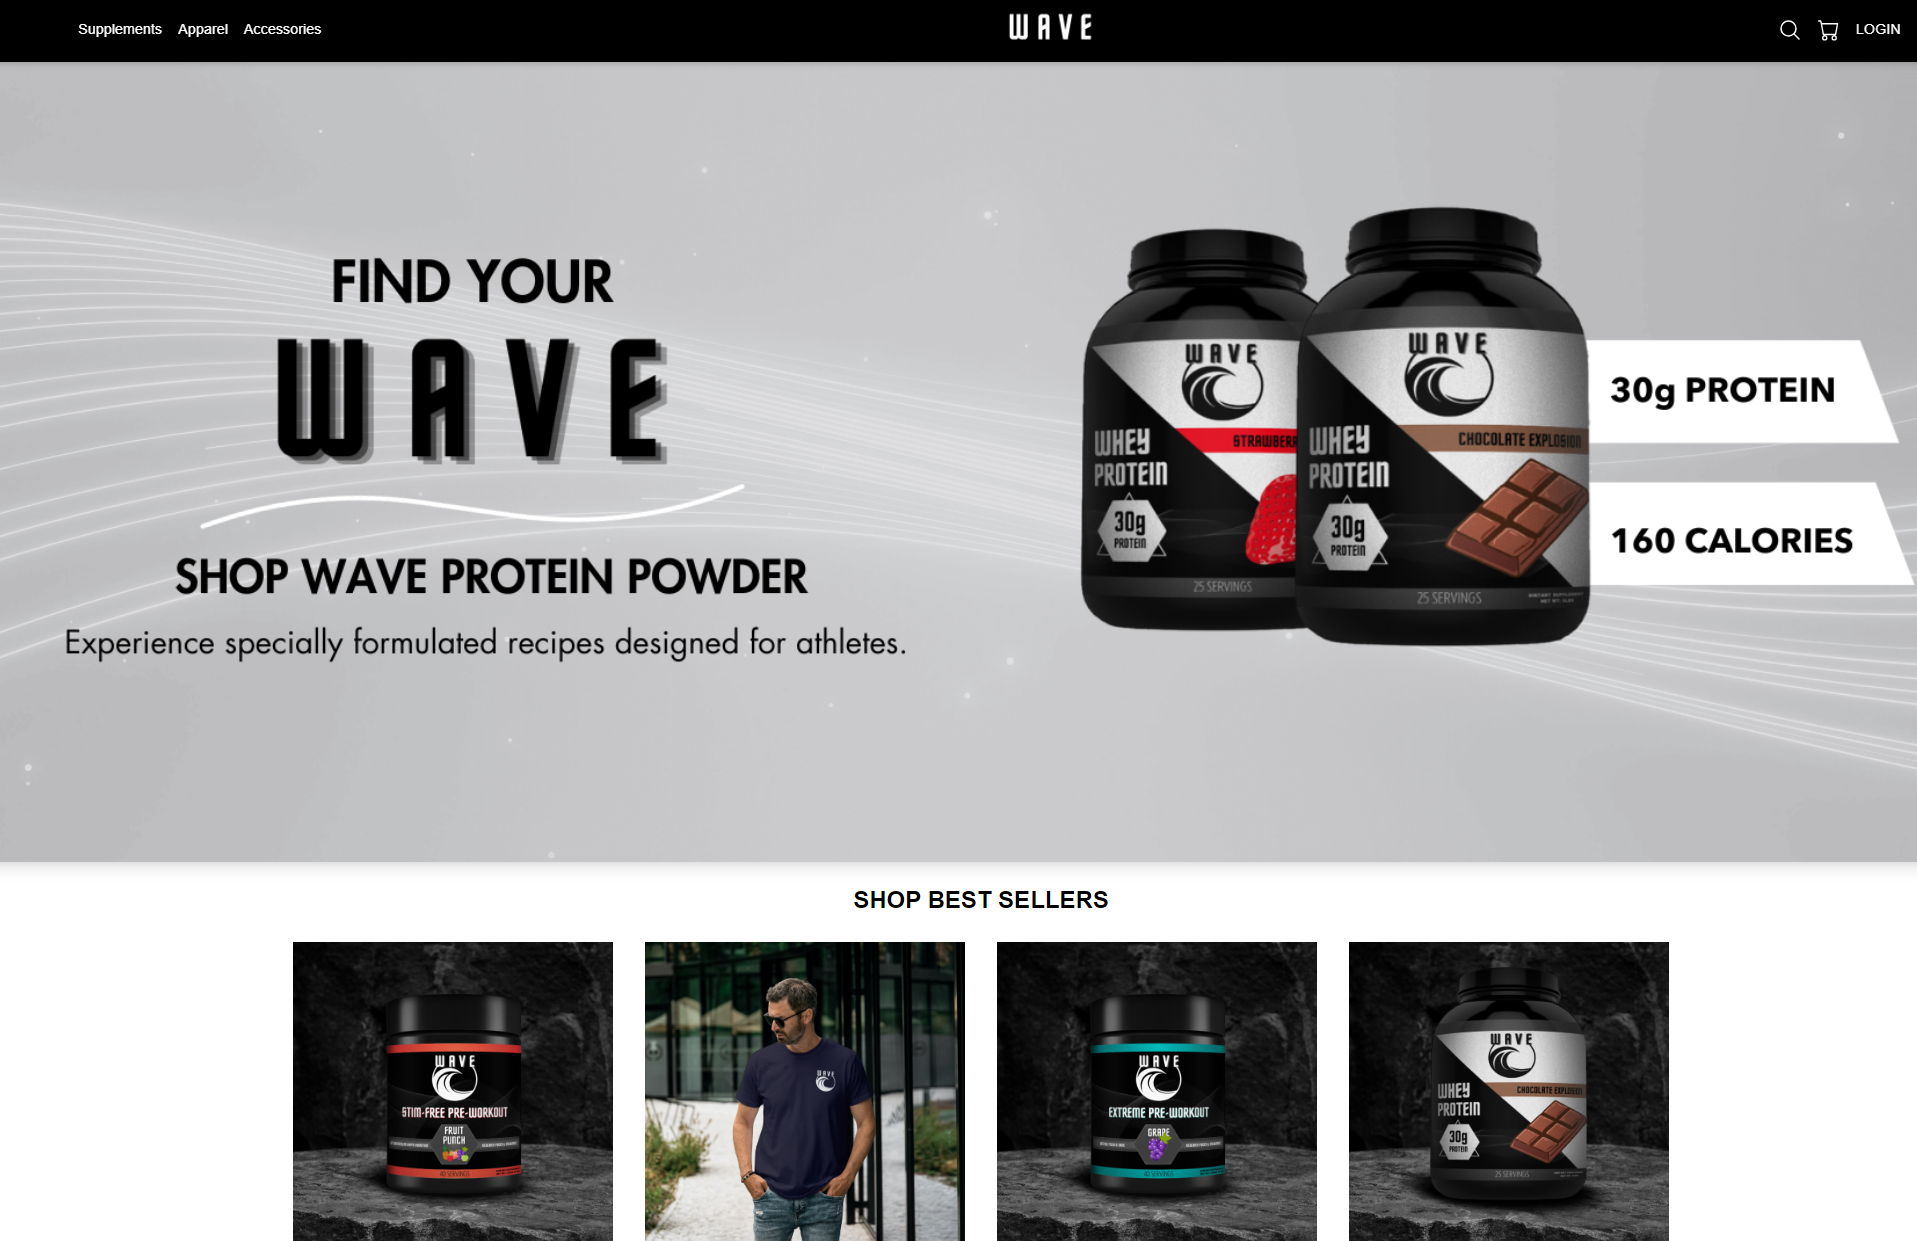 Supplements Apparel Accessories
WAVE
LOGIN
FIND YOUR
WAVE
SHOP WAVE PROTEIN POWDER
Experience specially formulated recipes designed for athletes.
WAVE
WHEY
PROTEIN
30g
PROTEIN
25 SERVINGS
WAVE
CHOCOLATE EXPLOSION
WHEY
PROTEIN
30g
PROTEIN
25 SERVINGS
30g PROTEIN
160 CALORIES
SHOP BEST SELLERS
WAVE
STIM-FREE PRE-WORKOUT
FRUIT
PUNCH
40 SERVINGS
WAVE
WAVE
EXTREME PRE-WORKOUT
GRAPE
40 SERVINGS
WAVE
CHOCOLATE EXPLOSION
WHEY
PROTEIN
30g
PROTEIN
25 SERVINGS